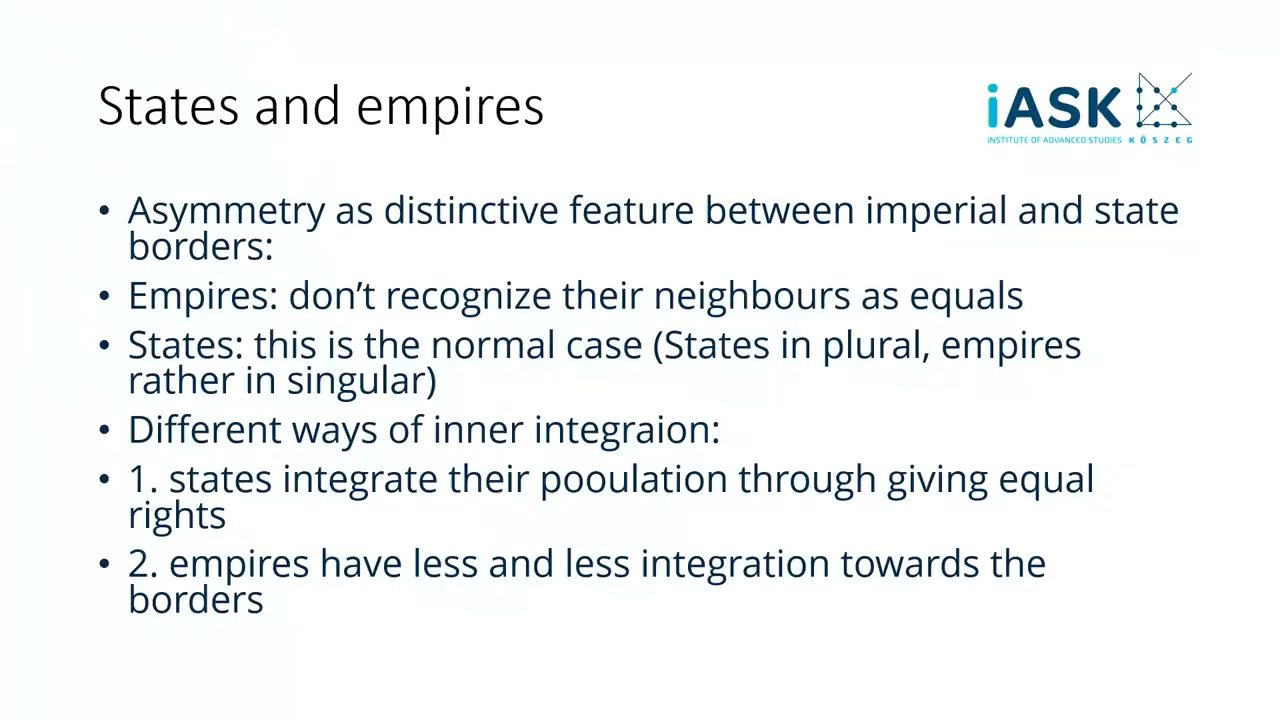 States and empires
iASK
INSTITUTE OF ADVANCED STUDIES KŐSZEG
• Asymmetry as distinctive feature between imperial and state
borders:
• Empires: don’t recognize their neighbours as equals
• States: this is the normal case (States in plural, empires
rather in singular)
• Different ways of inner integraion:
• 1. states integrate their pooulation through giving equal
rights
• 2. empires have less and less integration towards the
borders